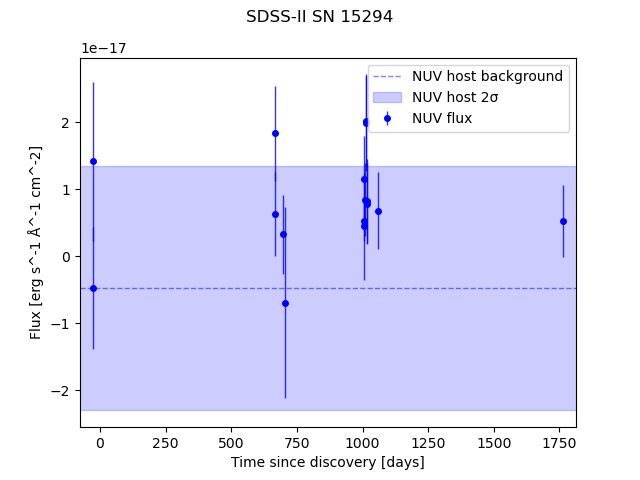 SDSS-II SN 15294
1e−17
NUV host background
NUV host 2σ
NUV flux
2
1
0
−1
−2
Flux [erg s^-1 Å^-1 cm^-2]
0 250 500 750 1000 1250 1500 1750
Time since discovery [days]